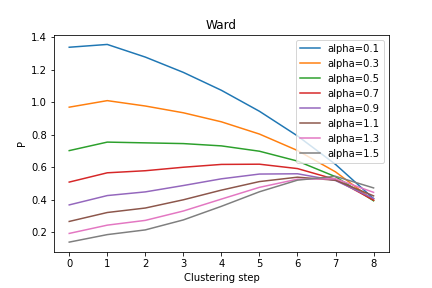 Ward
1.4
1.2
1.0
0.8
0.6
0.4
0.2
P
alpha=0.1
alpha=0.3
alpha=0.5
alpha=0.7
alpha=0.9
alpha=1.1
alpha=1.3
alpha=1.5
0 1 2 3 4 5 6 7 8
Clustering step